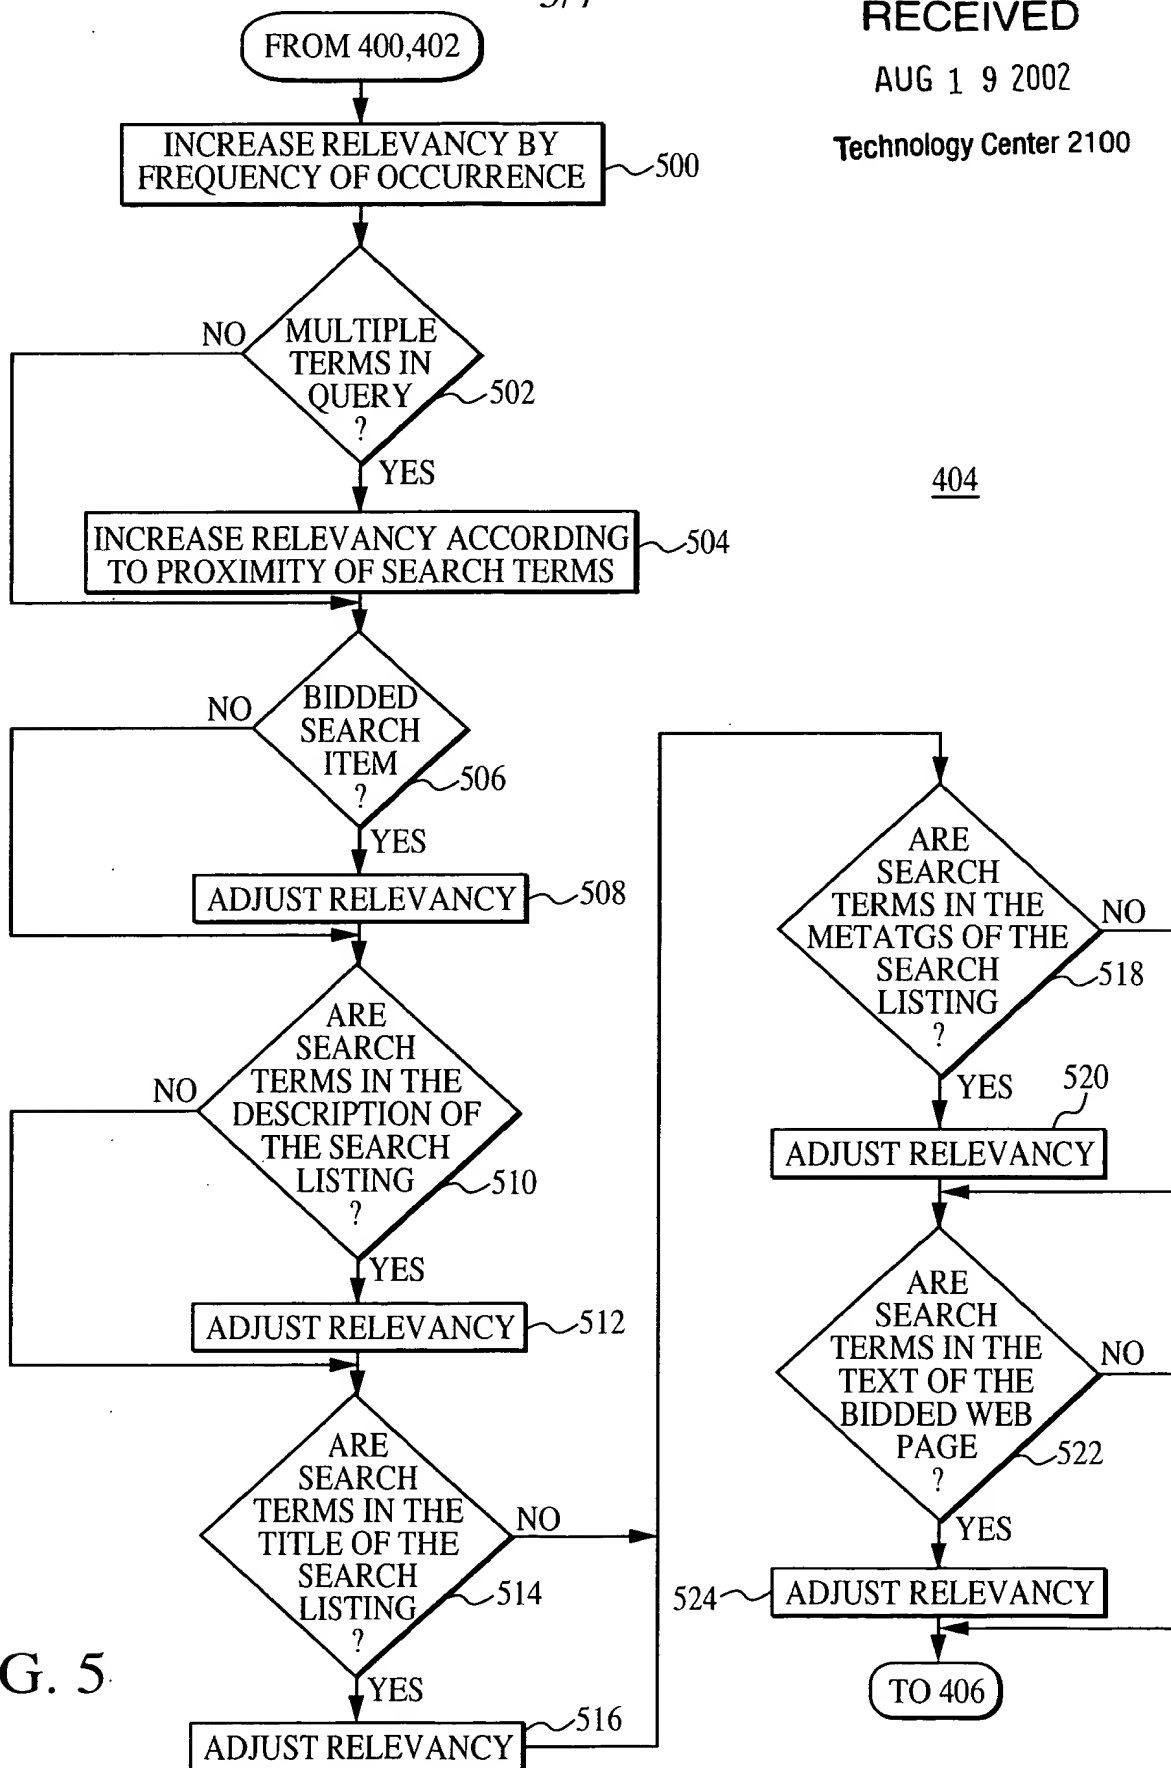 RECEIVED
AUG 1 9 2002
Technology Center 2100
FROM 400,402
INCREASE RELEVANCY BY
FREQUENCY OF OCCURRENCE
500
NO
MULTIPLE
TERMS IN
QUERY
?
502
YES
404
INCREASE RELEVANCY ACCORDING
TO PROXIMITY OF SEARCH TERMS
504
NO
BIDDED
SEARCH
ITEM
?
506
YES
ADJUST RELEVANCY
508
NO
ARE
SEARCH
TERMS IN THE
DESCRIPTION OF
THE SEARCH
LISTING
?
510
YES
ADJUST RELEVANCY
512
ARE
SEARCH
TERMS IN THE
TITLE OF THE
SEARCH
LISTING
?
NO
514
YES
ADJUST RELEVANCY
516
ARE
SEARCH
TERMS IN THE
METATGS OF THE
SEARCH
LISTING
?
NO
518
YES
520
ADJUST RELEVANCY
ARE
SEARCH
TERMS IN THE
TEXT OF THE
BIDDED WEB
PAGE
?
NO
522
YES
524
ADJUST RELEVANCY
TO 406
G. 5